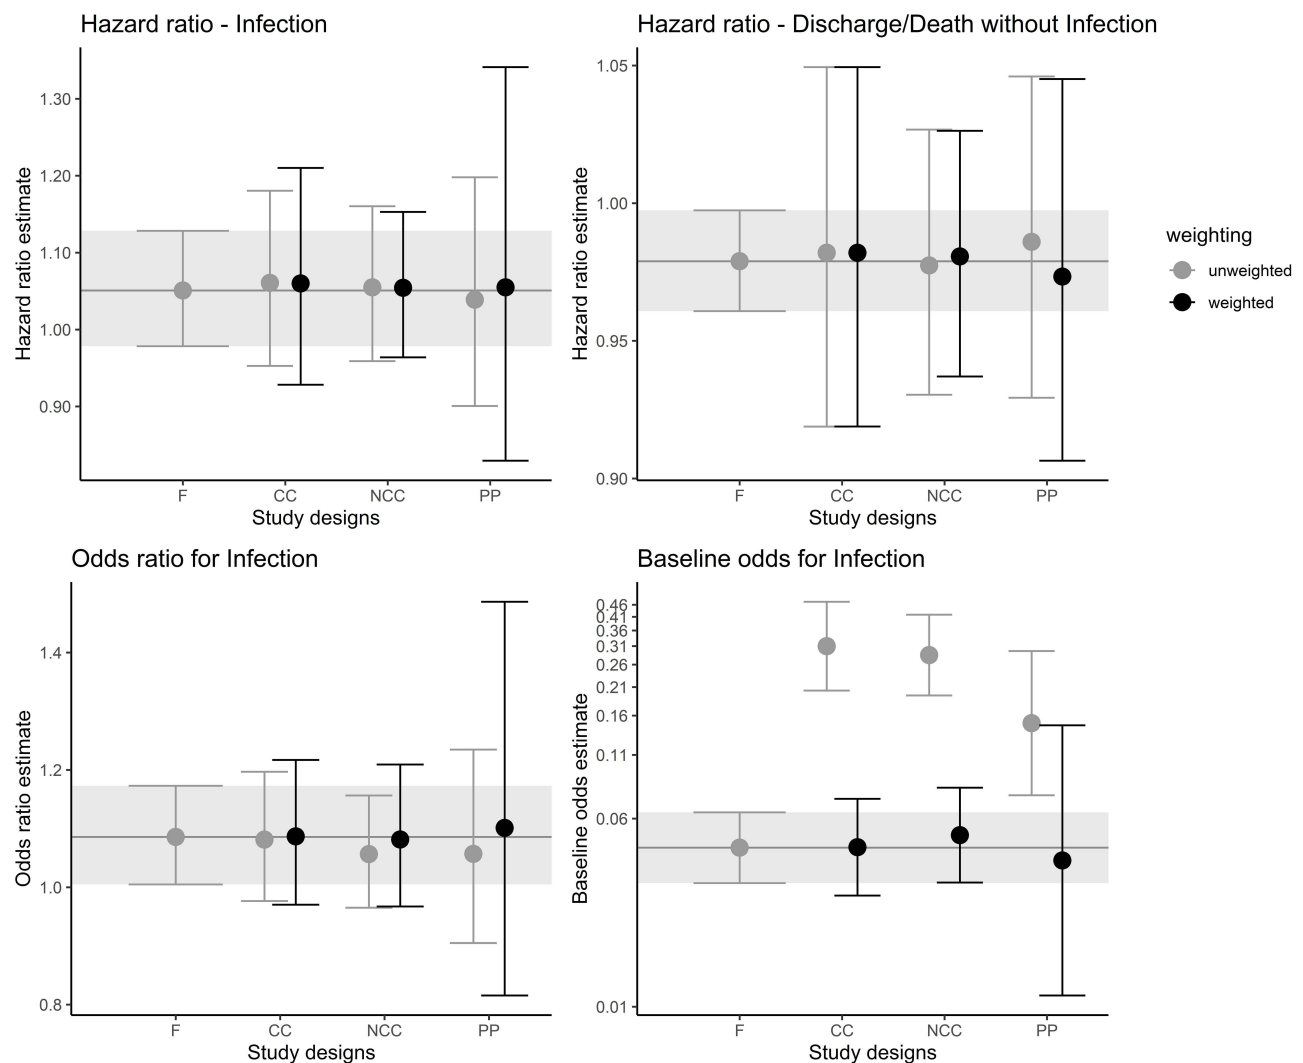 Hazard ratio - Infection
Hazard ratio estimate
1.30
1.20
1.10
1.00
0.90
F CC NCC PP
Study designs
Hazard ratio - Discharge/Death without Infection
Hazard ratio estimate
1.05
1.00
0.95
0.90
F CC NCC PP
Study designs
weighting
unweighted
weighted
Odds ratio for Infection
Odds ratio estimate
1.4
1.2
1.0
0.8
F CC NCC PP
Study designs
Baseline odds for Infection
Baseline odds estimate
0.46
0.41
0.36
0.31
0.26
0.21
0.16
0.11
0.06
0.01
F CC NCC PP
Study designs